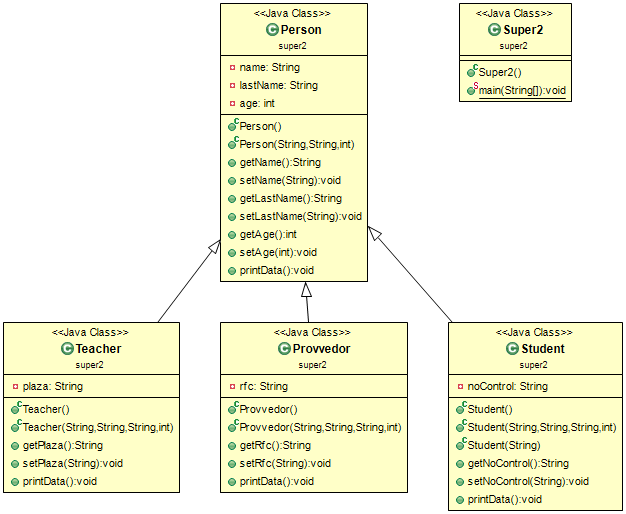 <<Java Class>>
Person
super2
name: String
lastName: String
age: int
Person()
Person(String,String,int)
getName():String
setName(String):void
getLastName():String
setLastName(String):void
getAge():int
setAge(int):void
printData():void
<<Java Class>>
Super2
super2
Super2()
main(String[]):void
<<Java Class>>
Teacher
super2
plaza: String
Teacher()
Teacher(String,String,String,int)
getPlaza():String
setPlaza(String):void
printData():void
<<Java Class>>
Provvedor
super2
rfc: String
Provvedor()
Provvedor(String,String,String,int)
getRfc():String
setRfc(String):void
printData():void
<<Java Class>>
Student
super2
noControl: String
Student()
Student(String,String,String,int)
Student(String)
getNoControl():String
setNoControl(String):void
printData():void